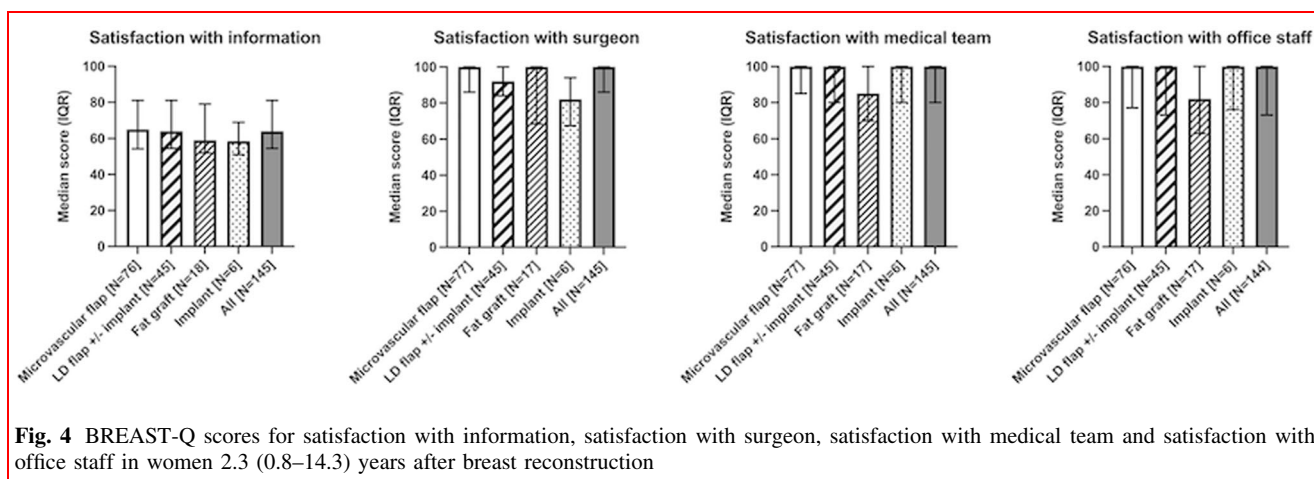 Satisfaction with information
Median score (IQR)
100
80
60
40
20
0
Microvascular flap [N=76]
LD flap +/- implant [N=45]
Fat graft [N=18]
Implant [N=6]
All [N=145]
Satisfaction with surgeon
Median score (IQR)
100
80
60
40
20
0
Microvascular flap [N=77]
LD flap +/- implant [N=45]
Fat graft [N=17]
Implant [N=6]
All [N=145]
Satisfaction with medical team
Median score (IQR)
100
80
60
40
20
0
Microvascular flap [N=77]
LD flap +/- implant [N=45]
Fat graft [N=17]
Implant [N=6]
All [N=145]
Satisfaction with office staff
Median score (IQR)
100
80
60
40
20
0
Microvascular flap [N=76]
LD flap +/- implant [N=45]
Fat graft [N=17]
Implant [N=6]
All [N=144]
Fig. 4 BREAST-Q scores for satisfaction with information, satisfaction with surgeon, satisfaction with medical team and satisfaction with
office staff in women 2.3 (0.8–14.3) years after breast reconstruction